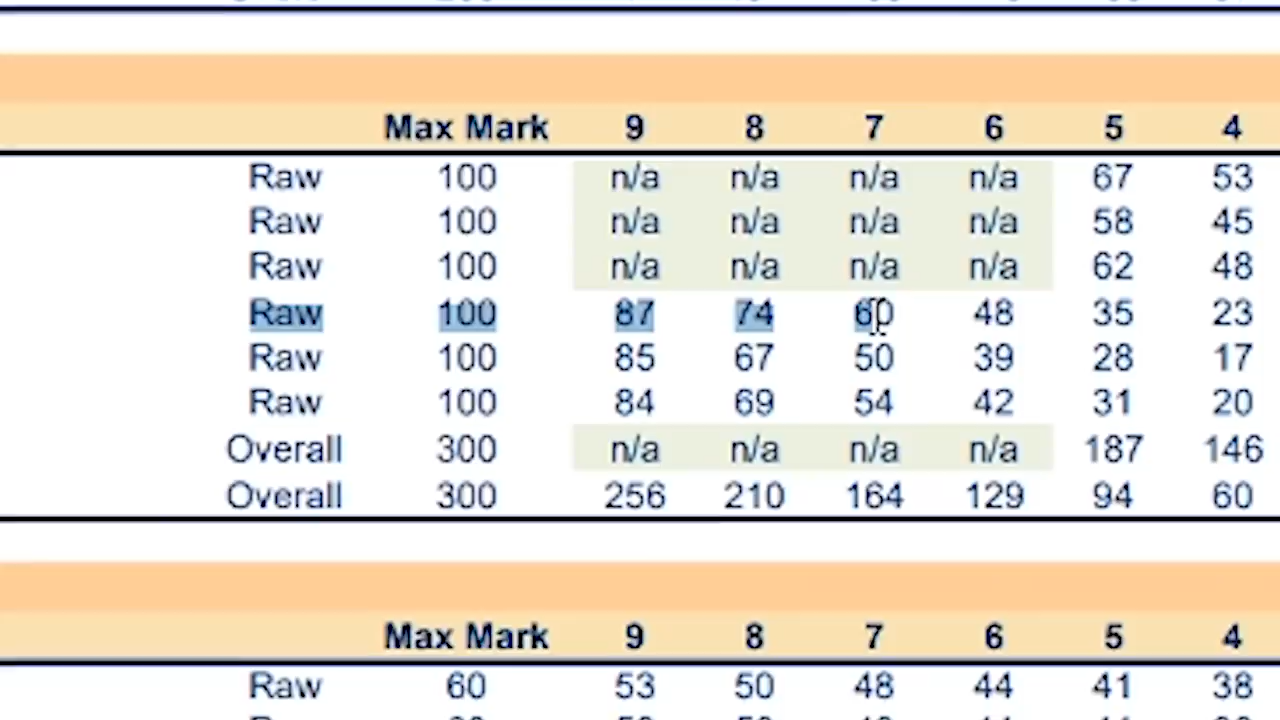 Max Mark 9 8 7 6 5 4
Raw 100 n/a n/a n/a n/a 67 53
Raw 100 n/a n/a n/a n/a 58 45
Raw 100 n/a n/a n/a n/a 62 48
Raw 100 87 74 60 48 35 23
Raw 100 85 67 50 39 28 17
Raw 100 84 69 54 42 31 20
Overall 300 n/a n/a n/a n/a 187 146
Overall 300 256 210 164 129 94 60
Max Mark 9 8 7 6 5 4
Raw 60 53 50 48 44 41 38